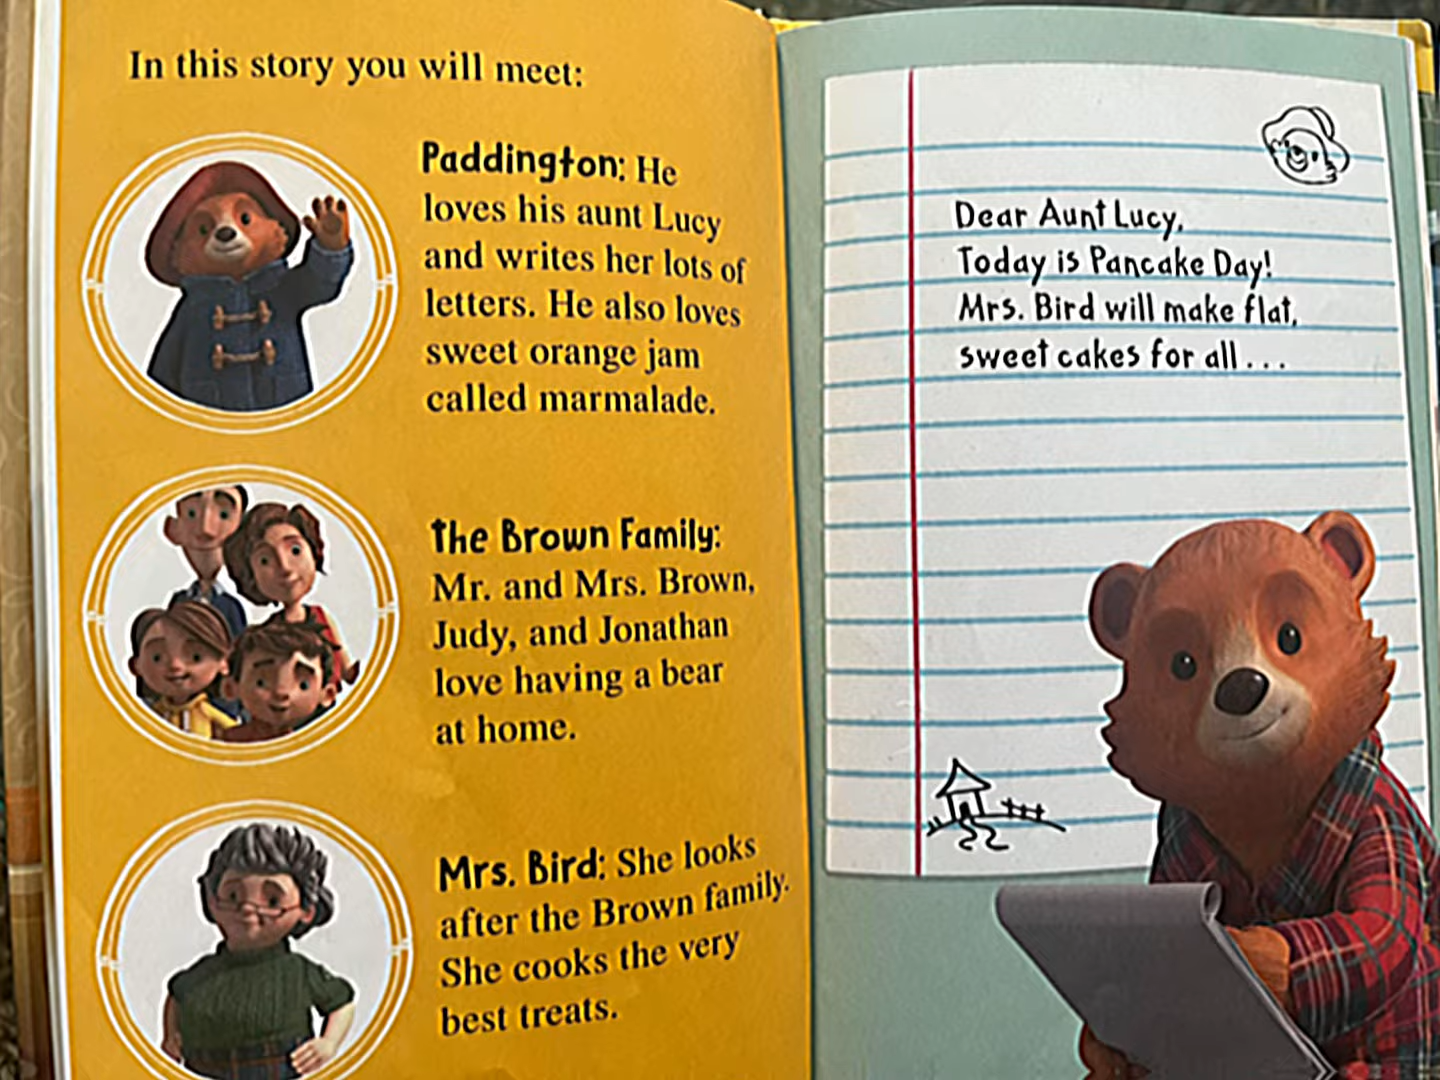 In this story you will meet:
Paddington: He
loves his aunt Lucy
and writes her lots of
letters. He also loves
sweet orange jam
called marmalade.
The Brown Family:
Mr. and Mrs. Brown,
Judy, and Jonathan
love having a bear
at home.
Mrs. Bird: She looks
after the Brown family.
She cooks the very
best treats.
Dear Aunt Lucy,
Today is Pancake Day!
Mrs. Bird will make flat,
sweet cakes for all . . .